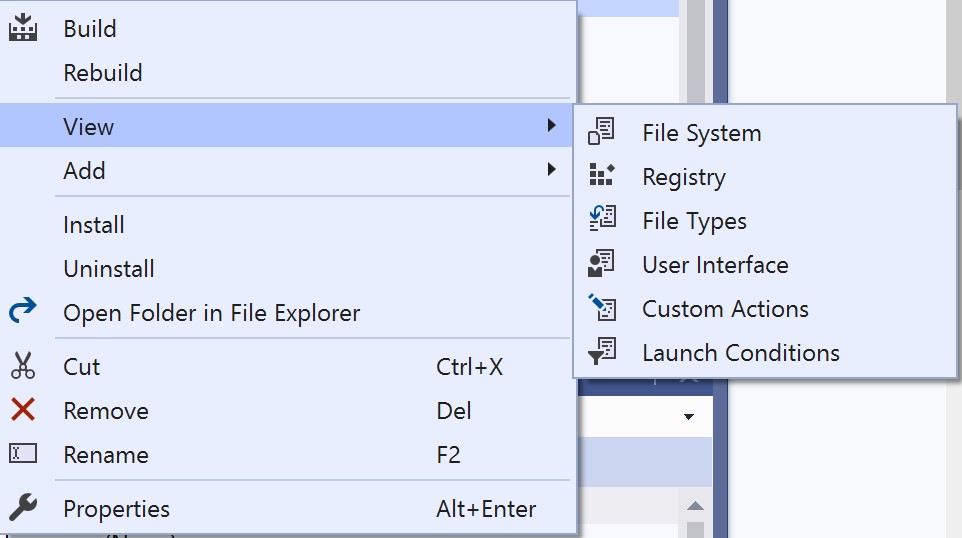 Build
Rebuild
View
Add
Install
Uninstall
Open Folder in File Explorer
Cut Ctrl+X
Remove Del
Rename F2
Properties Alt+Enter
File System
Registry
File Types
User Interface
Custom Actions
Launch Conditions